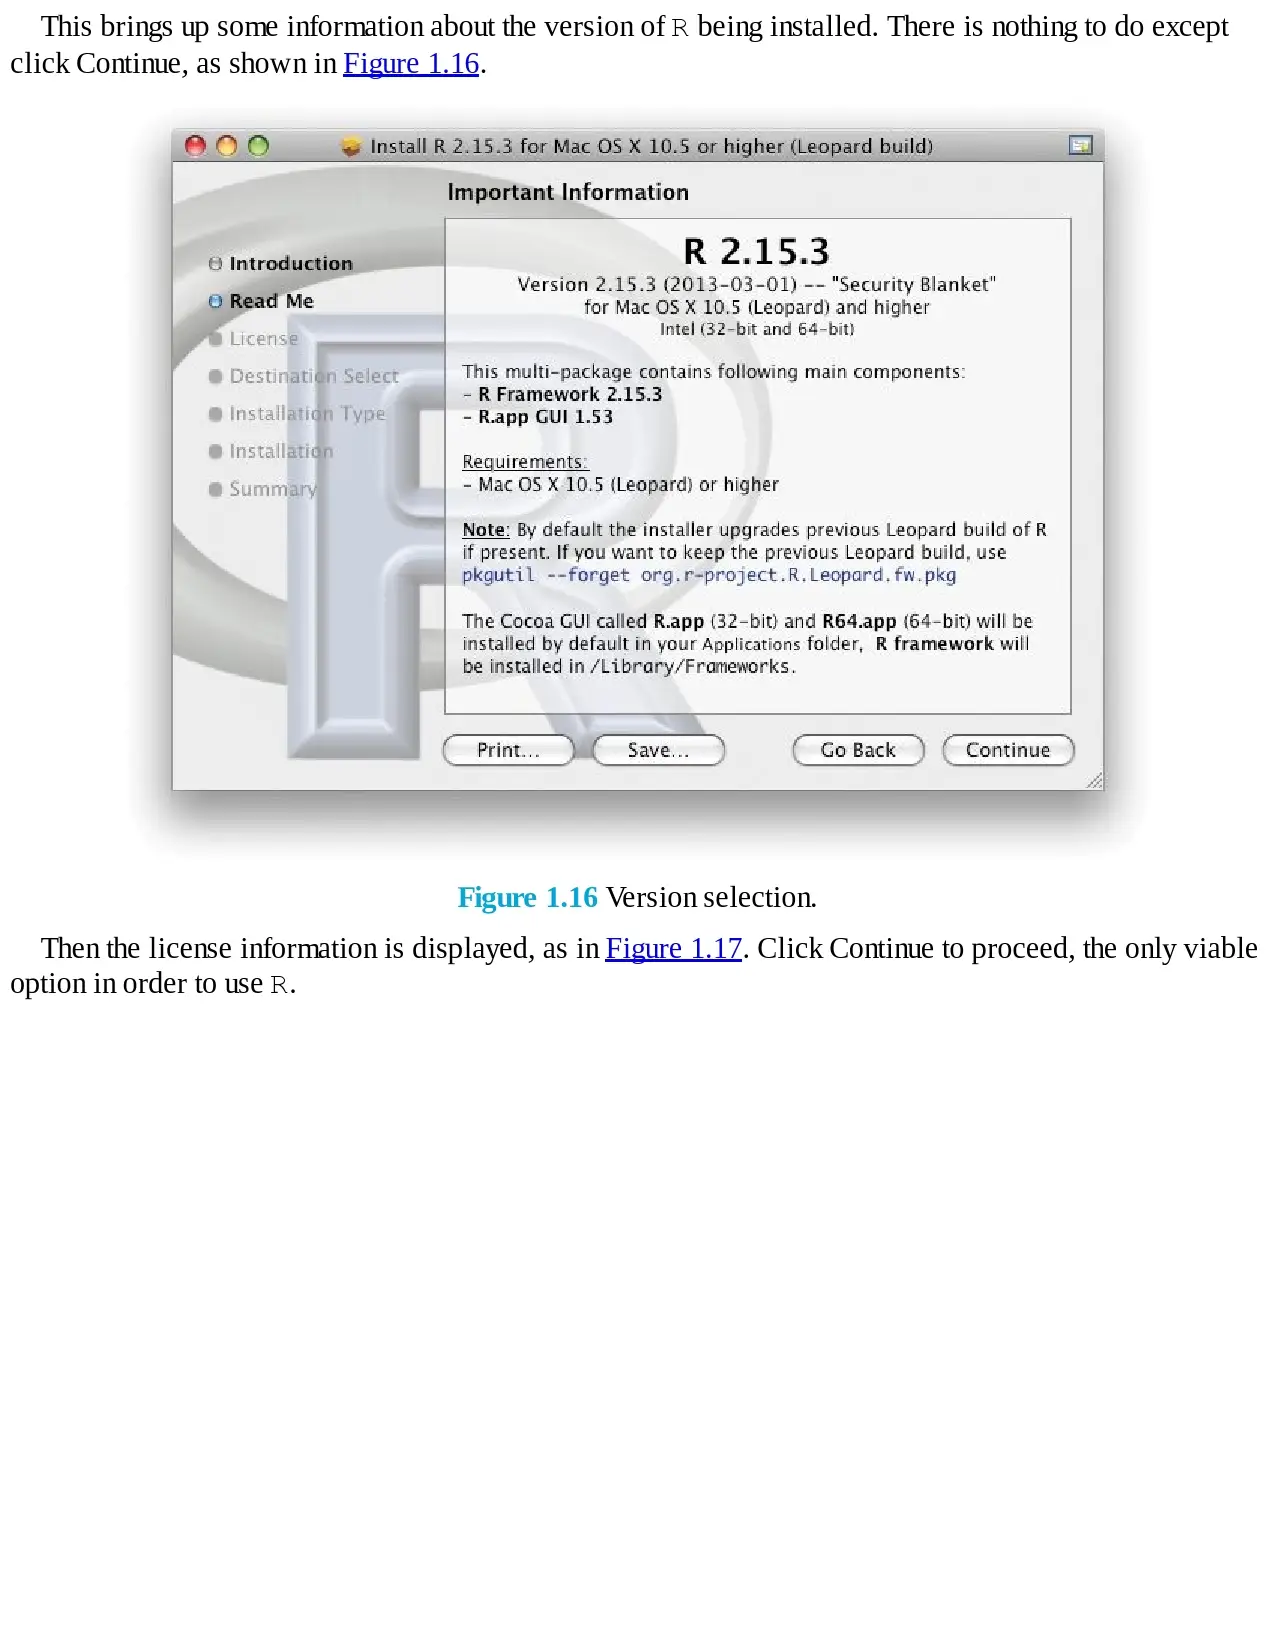 This brings up some information about the version of R being installed. There is nothing to do except
click Continue, as shown in Figure 1.16.
Install R 2.15.3 for Mac OS X 10.5 or higher (Leopard build)
Important Information
Introduction
Read Me
License
Destination Select
Installation Type
Installation
Summary
R 2.15.3
Version 2.15.3 (2013-03-01) -- "Security Blanket"
for Mac OS X 10.5 (Leopard) and higher
Intel (32-bit and 64-bit)
This multi-package contains following main components:
- R Framework 2.15.3
- R.app GUI 1.53
Requirements:
- Mac OS X 10.5 (Leopard) or higher
Note: By default the installer upgrades previous Leopard build of R
if present. If you want to keep the previous Leopard build, use
pkgutil --forget org.r-project.R.Leopard.fw.pkg
The Cocoa GUI called R.app (32-bit) and R64.app (64-bit) will be
installed by default in your Applications folder, R framework will
be installed in /Library/Frameworks.
Print... Save... Go Back Continue
Figure 1.16 Version selection.
Then the license information is displayed, as in Figure 1.17. Click Continue to proceed, the only viable
option in order to use R.